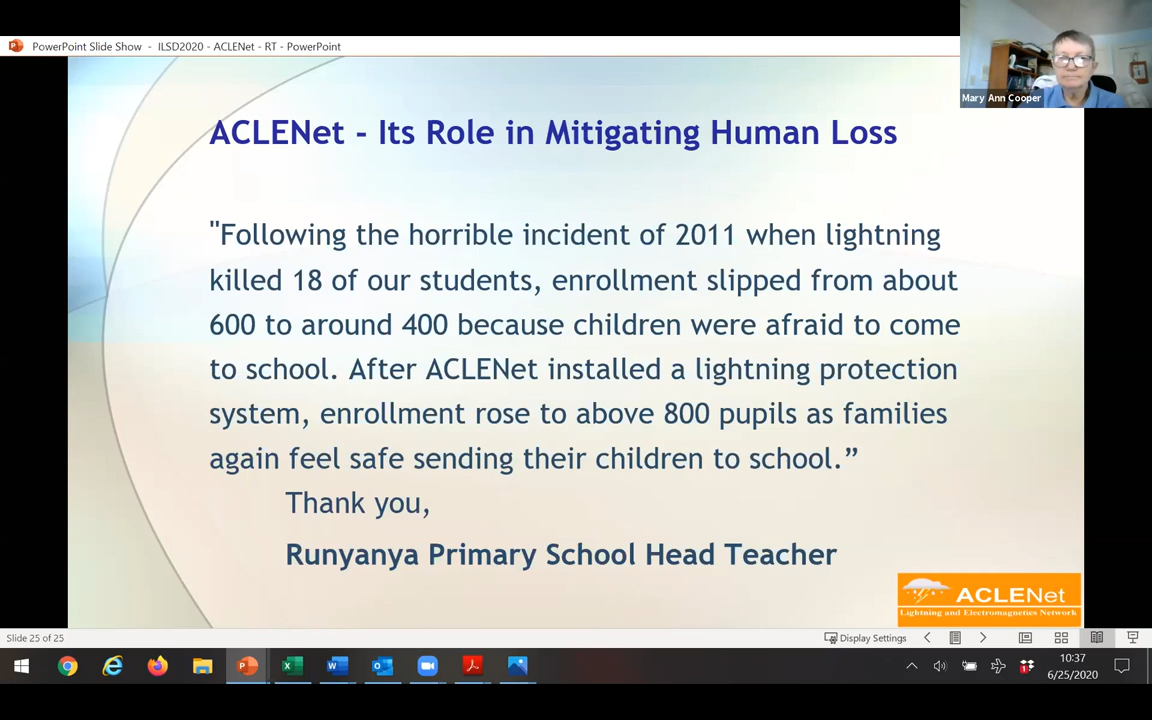 PowerPoint Slide Show - ILSD2020 - ACLENet - RT - PowerPoint
Mary Ann Cooper
ACLENet - Its Role in Mitigating Human Loss
"Following the horrible incident of 2011 when lightning
killed 18 of our students, enrollment slipped from about
600 to around 400 because children were afraid to come
to school. After ACLENet installed a lightning protection
system, enrollment rose to above 800 pupils as families
again feel safe sending their children to school.”
Thank you,
Runyanya Primary School Head Teacher
ACLENet
Lightning and Electromagnetics Network
Slide 25 of 25
Display Settings
10:37
6/25/2020